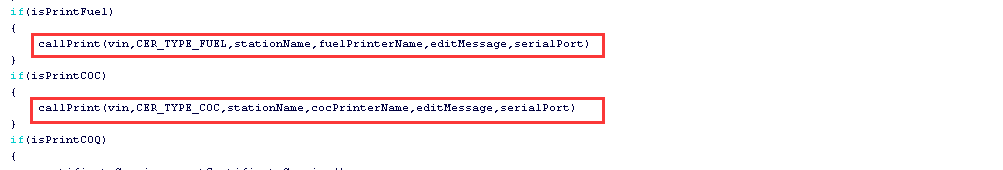 if(isPrintFuel)
{
callPrint(vin,CER_TYPE_FUEL,stationName,fuelPrinterName,editMessage,serialPort)
}
if(isPrintCOC)
{
callPrint(vin,CER_TYPE_COC,stationName,cocPrinterName,editMessage,serialPort)
}
if(isPrintCOQ)
{